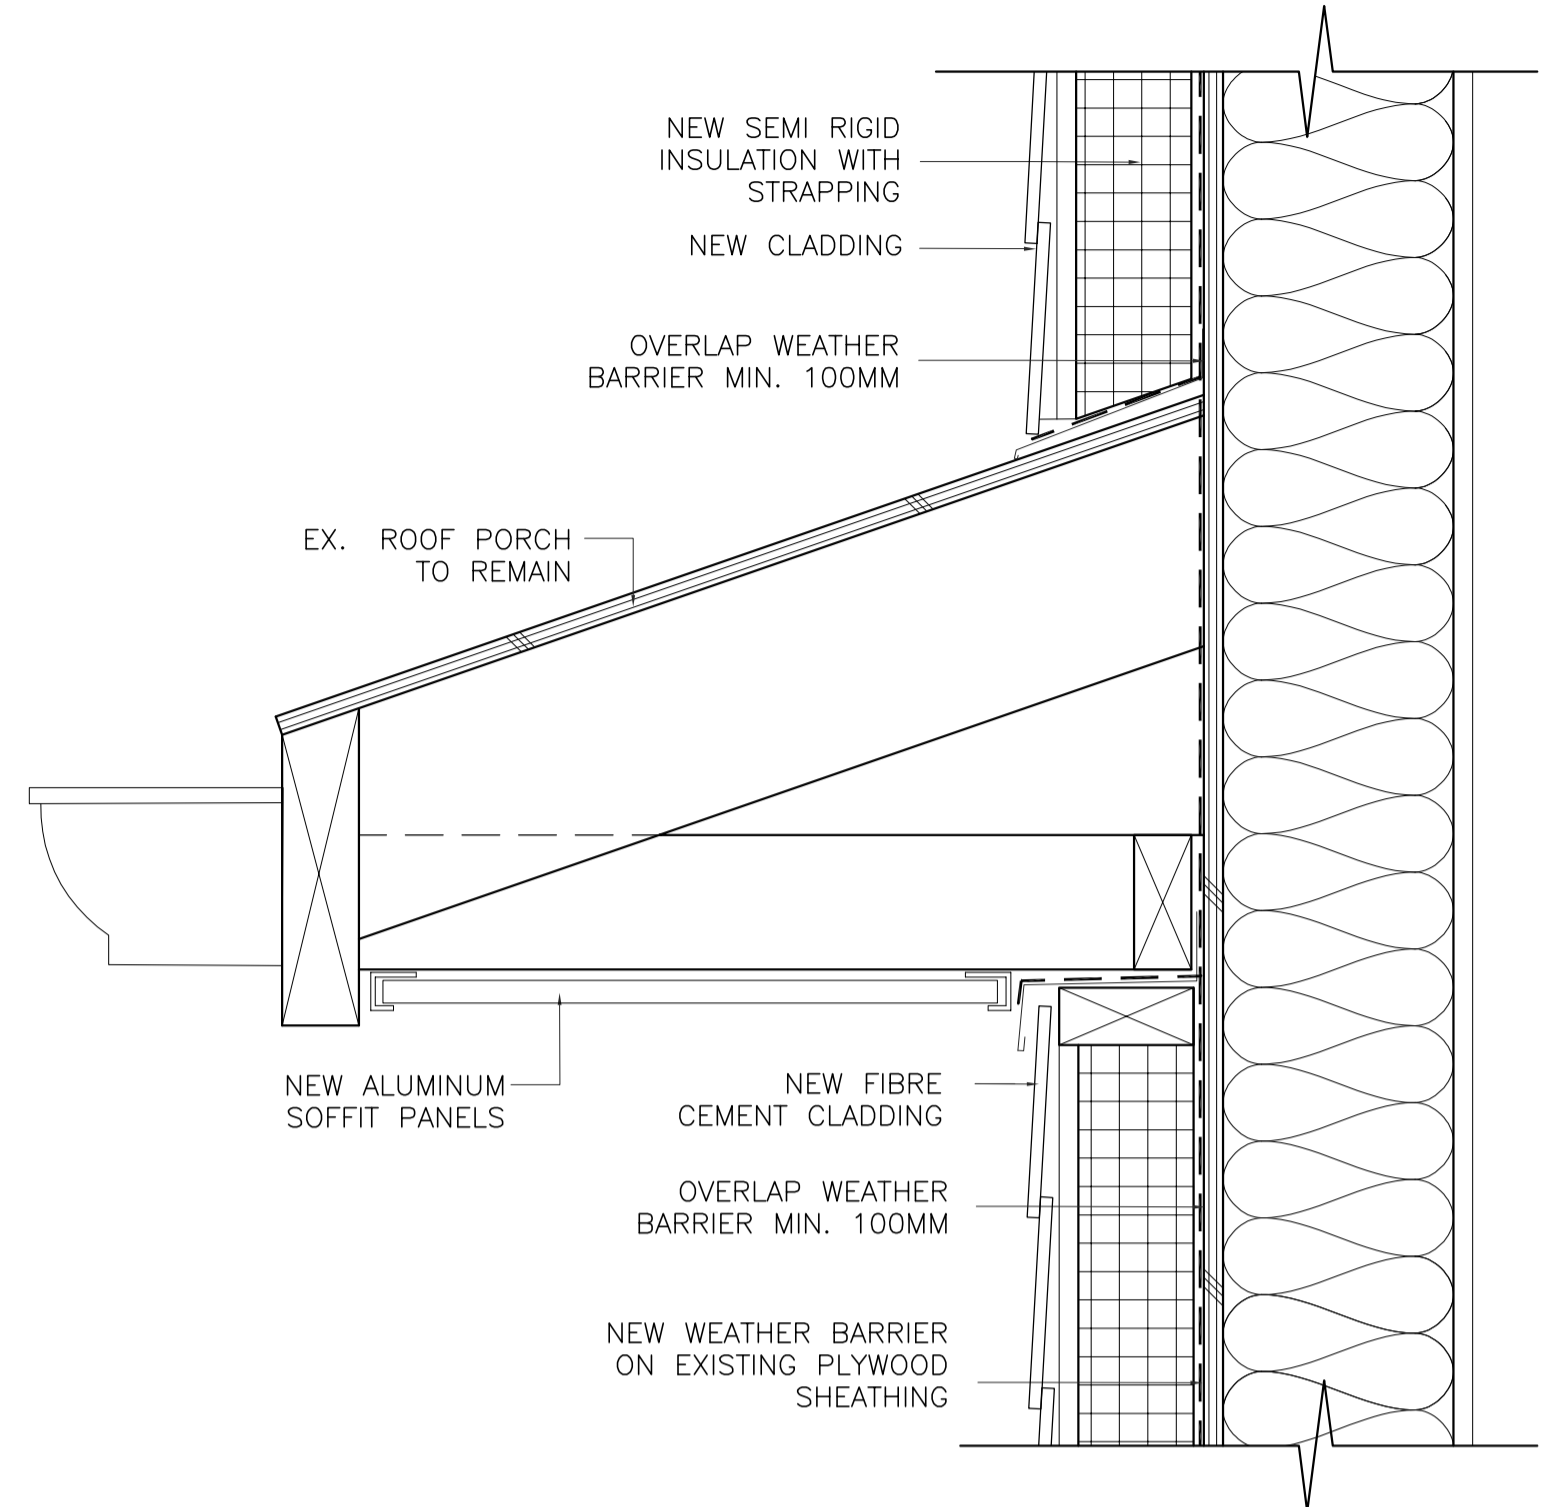 NEW SEMI RIGID
INSULATION WITH
STRAPPING
NEW CLADDING
OVERLAP WEATHER
BARRIER MIN. 100MM
EX. ROOF PORCH
TO REMAIN
NEW ALUMINUM
SOFFIT PANELS
NEW FIBRE
CEMENT CLADDING
OVERLAP WEATHER
BARRIER MIN. 100MM
NEW WEATHER BARRIER
ON EXISTING PLYWOOD
SHEATHING